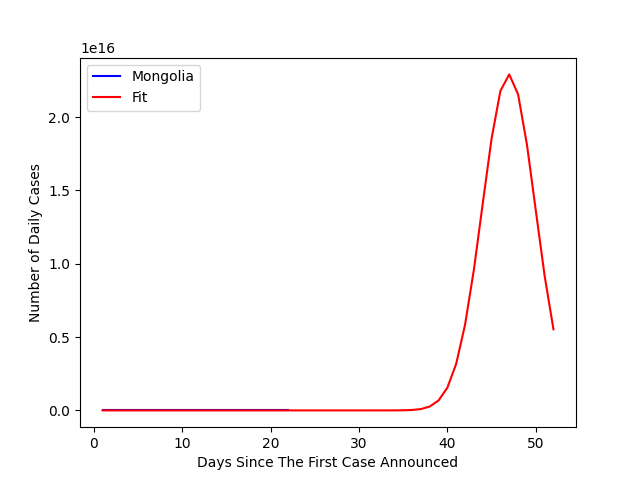 1e16
Mongolia
Fit
2.0
1.5
1.0
0.5
0.0
Number of Daily Cases
0 10 20 30 40 50
Days Since The First Case Announced